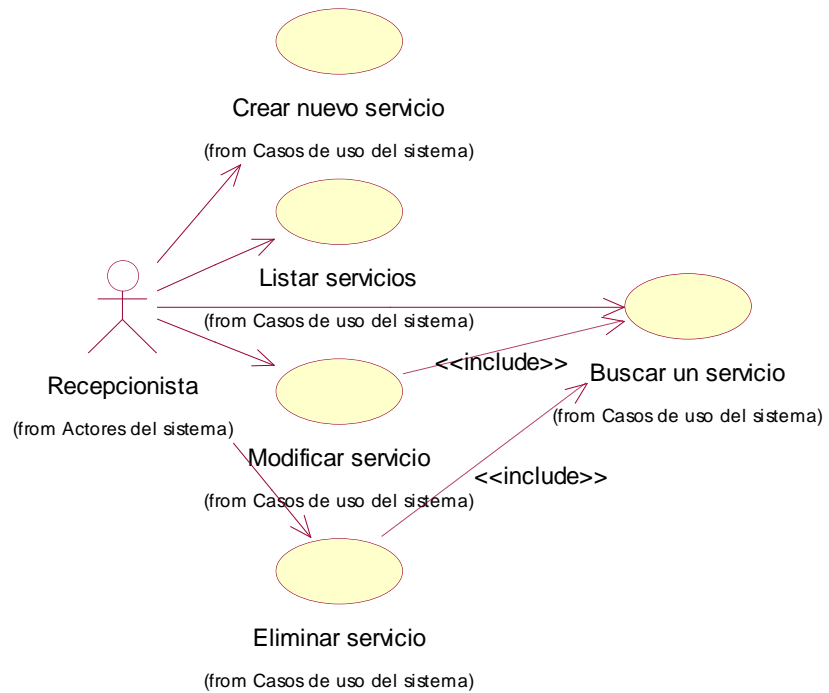 Crear nuevo servicio
(from Casos de uso del sistema)
Listar servicios
(from Casos de uso del sistema)
Recepcionista
(from Actores del sistema)
<<include>>
Buscar un servicio
(from Casos de uso del sistema)
Modificar servicio
(from Casos de uso del sistema)
<<include>>
Eliminar servicio
(from Casos de uso del sistema)